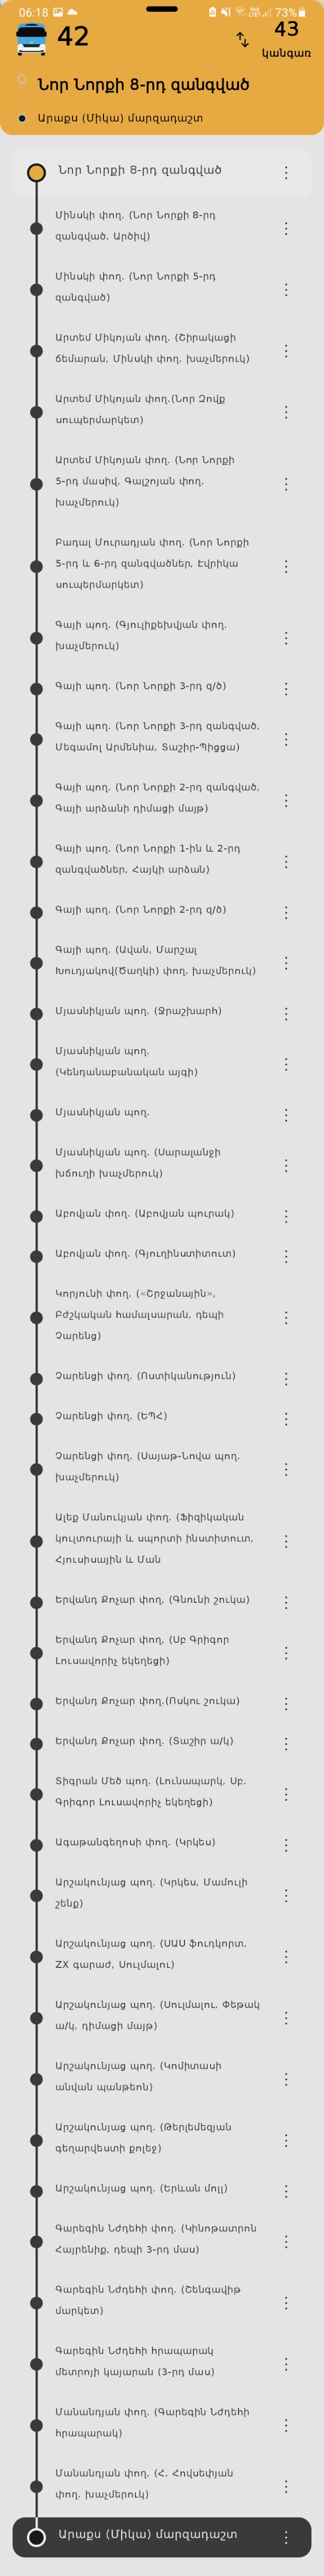 06:18 73%
42 43
կանգառ
Նոր Նորքի 8-րդ զանգված
Արաքս (Միկա) մարզադաշտ
Նոր Նորքի 8-րդ զանգված
Մինսկի փող. (Նոր Նորքի 8-րդ
զանգված, Արծիվ)
Մինսկի փող. (Նոր Նորքի 5-րդ
զանգված)
Արտեմ Միկոյան փող. (Շիրակացի
ճեմարան, Մինսկի փող. խաչմերուկ)
Արտեմ Միկոյան փող.(Նոր Զովք
սուպերմարկետ)
Արտեմ Միկոյան փող. (Նոր Նորքի
5-րդ մասիվ, Գալշոյան փող.
խաչմերուկ)
Բադալ Մուրադյան փող. (Նոր Նորքի
5-րդ և 6-րդ զանգվածներ, Էվրիկա
սուպերմարկետ)
Գայի պող. (Գյուլիքեխվյան փող.
խաչմերուկ)
Գայի պող. (Նոր Նորքի 3-րդ զ/ծ)
Գայի պող. (Նոր Նորքի 3-րդ զանգված,
Մեգամոլ Արմենիա, Տաշիր-Պիցցա)
Գայի պող. (Նոր Նորքի 2-րդ զանգված,
Գայի արձանի դիմացի մայթ)
Գայի պող. (Նոր Նորքի 1-ին և 2-րդ
զանգվածներ, Հայկի արձան)
Գայի պող. (Նոր Նորքի 2-րդ զ/ծ)
Գայի պող. (Ավան, Մարշալ
Խուդյակով(Ծաղկի) փող. խաչմերուկ)
Մյասնիկյան պող. (Ջրաշխարհ)
Մյասնիկյան պող.
(Կենդանաբանական այգի)
Մյասնիկյան պող.
Մյասնիկյան պող. (Սարալանջի
խճուղի խաչմերուկ)
Աբովյան փող. (Աբովյան պուրակ)
Աբովյան փող. (Գյուղինստիտուտ)
Կորյունի փող. («Շրջանային»,
Բժշկական համալսարան, դեպի
Չարենց)
Չարենցի փող. (Ոստիկանություն)
Չարենցի փող. (ԵՊՀ)
Չարենցի փող. (Սայաթ-Նովա պող.
խաչմերուկ)
Ալեք Մանուկյան փող. (Ֆիզիկական
կուլտուրայի և սպորտի ինստիտուտ,
Հյուսիսային և Ման
Երվանդ Քոչար փող, (Գնունի շուկա)
Երվանդ Քոչար փող, (Սբ Գրիգոր
Լուսավորիչ եկեղեցի)
Երվանդ Քոչար փող.(Ոսկու շուկա)
Երվանդ Քոչար փող. (Տաշիր ա/կ)
Տիգրան Մեծ պող. (Լունապարկ, Սբ.
Գրիգոր Լուսավորիչ եկեղեցի)
Ագաթանգեղոսի փող. (Կրկես)
Արշակունյաց պող. (Կրկես, Մամուլի
շենք)
Արշակունյաց պող. (ՍԱՍ ֆուդկորտ,
ZX գարաժ, Սուլմալու)
Արշակունյաց պող. (Սուլմալու, Փեթակ
ա/կ, դիմացի մայթ)
Արշակունյաց պող. (Կոմիտասի
անվան պանթեոն)
Արշակունյաց պող. (Թերլեմեզյան
գեղարվեստի քոլեջ)
Արշակունյաց պող. (Երևան մոլլ)
Գարեգին Նժդեհի փող. (Կինոթատրոն
Հայրենիք, դեպի 3-րդ մաս)
Գարեգին Նժդեհի փող. (Շենգավիթ
մարկետ)
Գարեգին Նժդեհի հրապարակ
մետրոյի կայարան (3-րդ մաս)
Մանանդյան փող. (Գարեգին Նժդեհի
հրապարակ)
Մանանդյան փող. (Հ. Հովսեփյան
փող. խաչմերուկ)
Արաքս (Միկա) մարզադաշտ